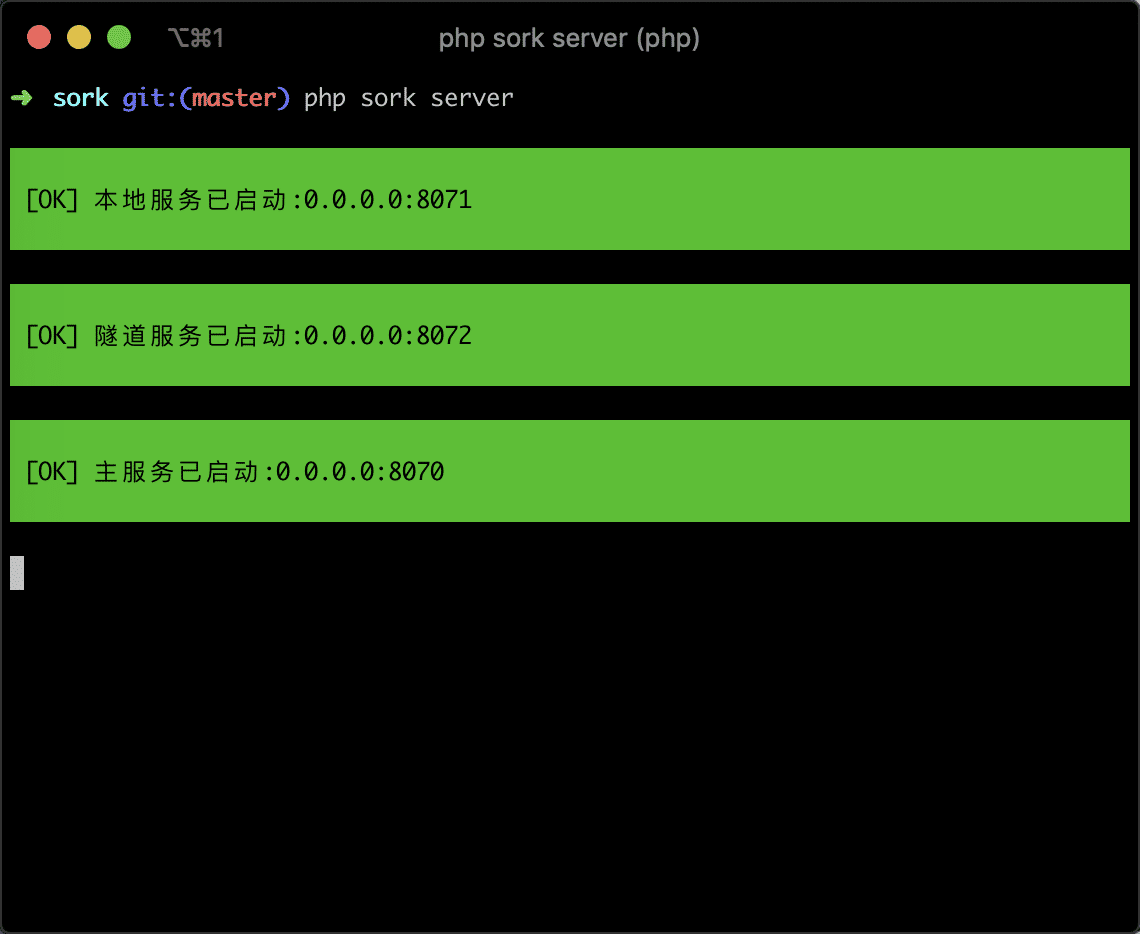 ⌥⌘1 php sork server (php)
➜ sork git:(master) php sork server
[OK] 本地服务已启动:0.0.0.0:8071
[OK] 隧道服务已启动:0.0.0.0:8072
[OK] 主服务已启动:0.0.0.0:8070